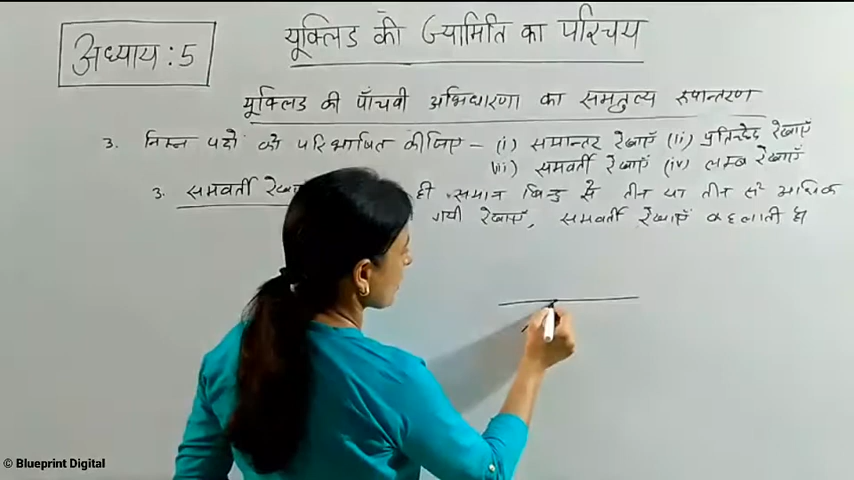 अध्याय : 5
यूक्लिड की ज्यामिति का परिचय
यूक्लिड की पाँचवी अभिधारणा का समतुल्य रूपान्तरण
3. निम्न पदों को परिभाषित कीजिए - (i) समान्तर रेखाएँ (ii) प्रतिच्छेद रेखाएँ
(iii) समवर्ती रेखाएँ (iv) लम्ब रेखाएँ
3. समवर्ती ही समान बिन्दु से तीन या तीन से अधिक
गयी रेखाएँ, समवर्ती रेखाएँ कहलाती है
© Blueprint Digital